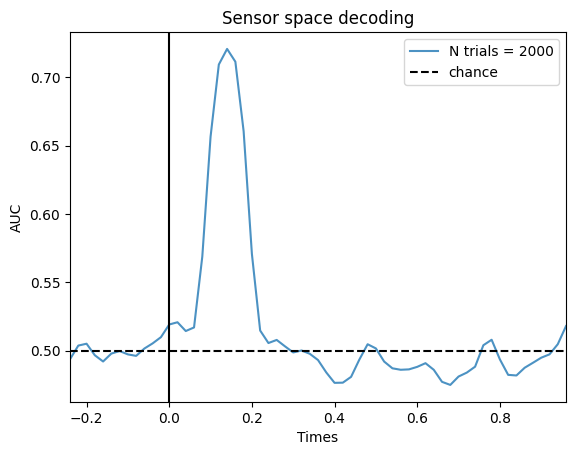 Sensor space decoding
N trials = 2000
chance
AUC
0.70
0.65
0.60
0.55
0.50
−0.2 0.0 0.2 0.4 0.6 0.8
Times